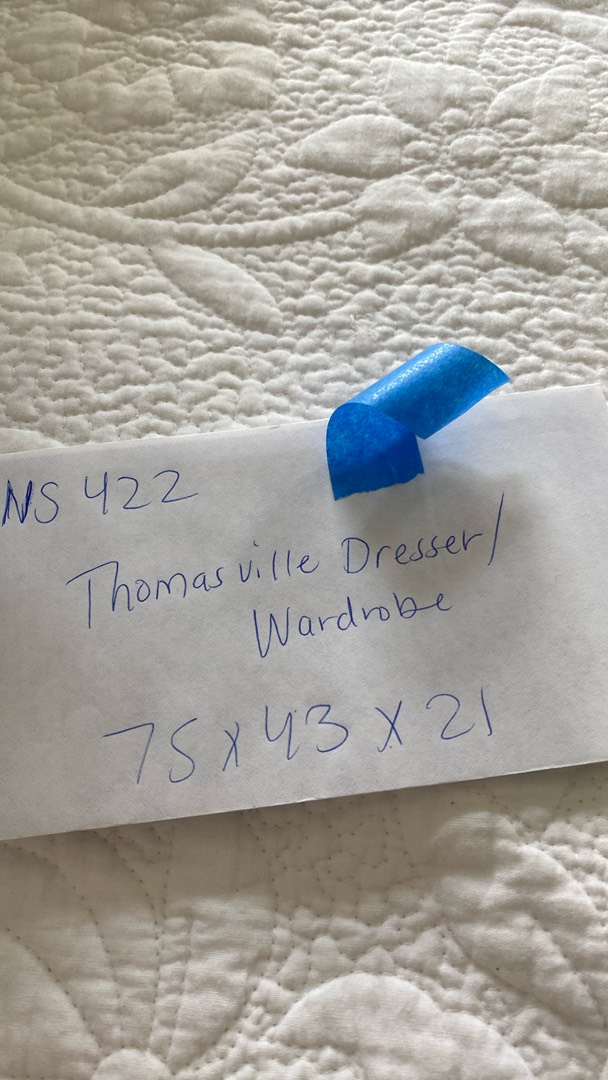 NS 422
Thomasville Dresser/
Wardrobe
75 x 43 x 21